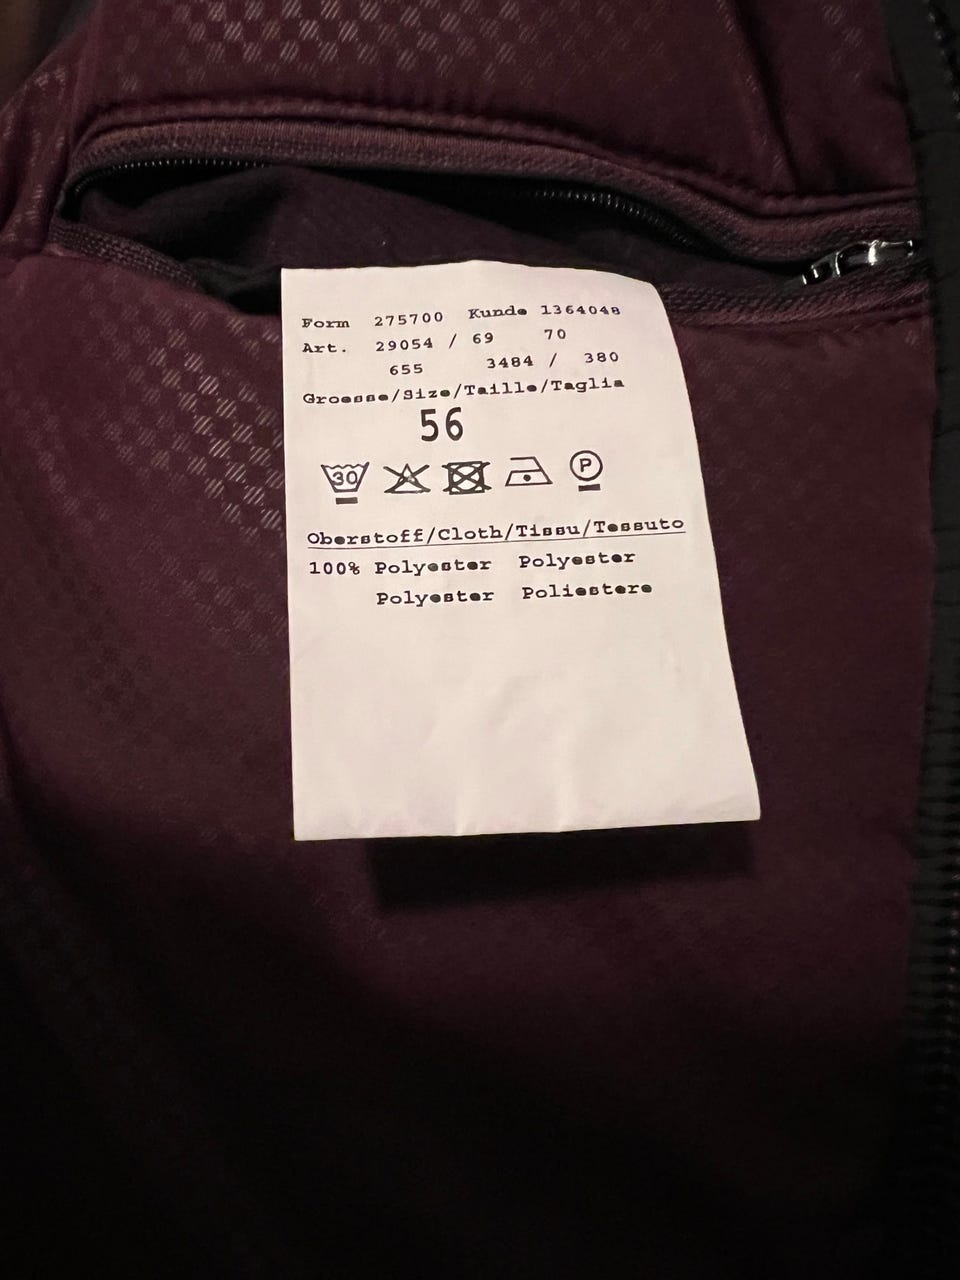 Form 275700 Kunde 1364048
Art. 29054 / 69 70
655 3484 / 380
Groesse/Size/Taille/Taglia
56
30 P
Oberstoff/Cloth/Tissu/Tessuto
100% Polyester Polyester
Polyester Poliestere